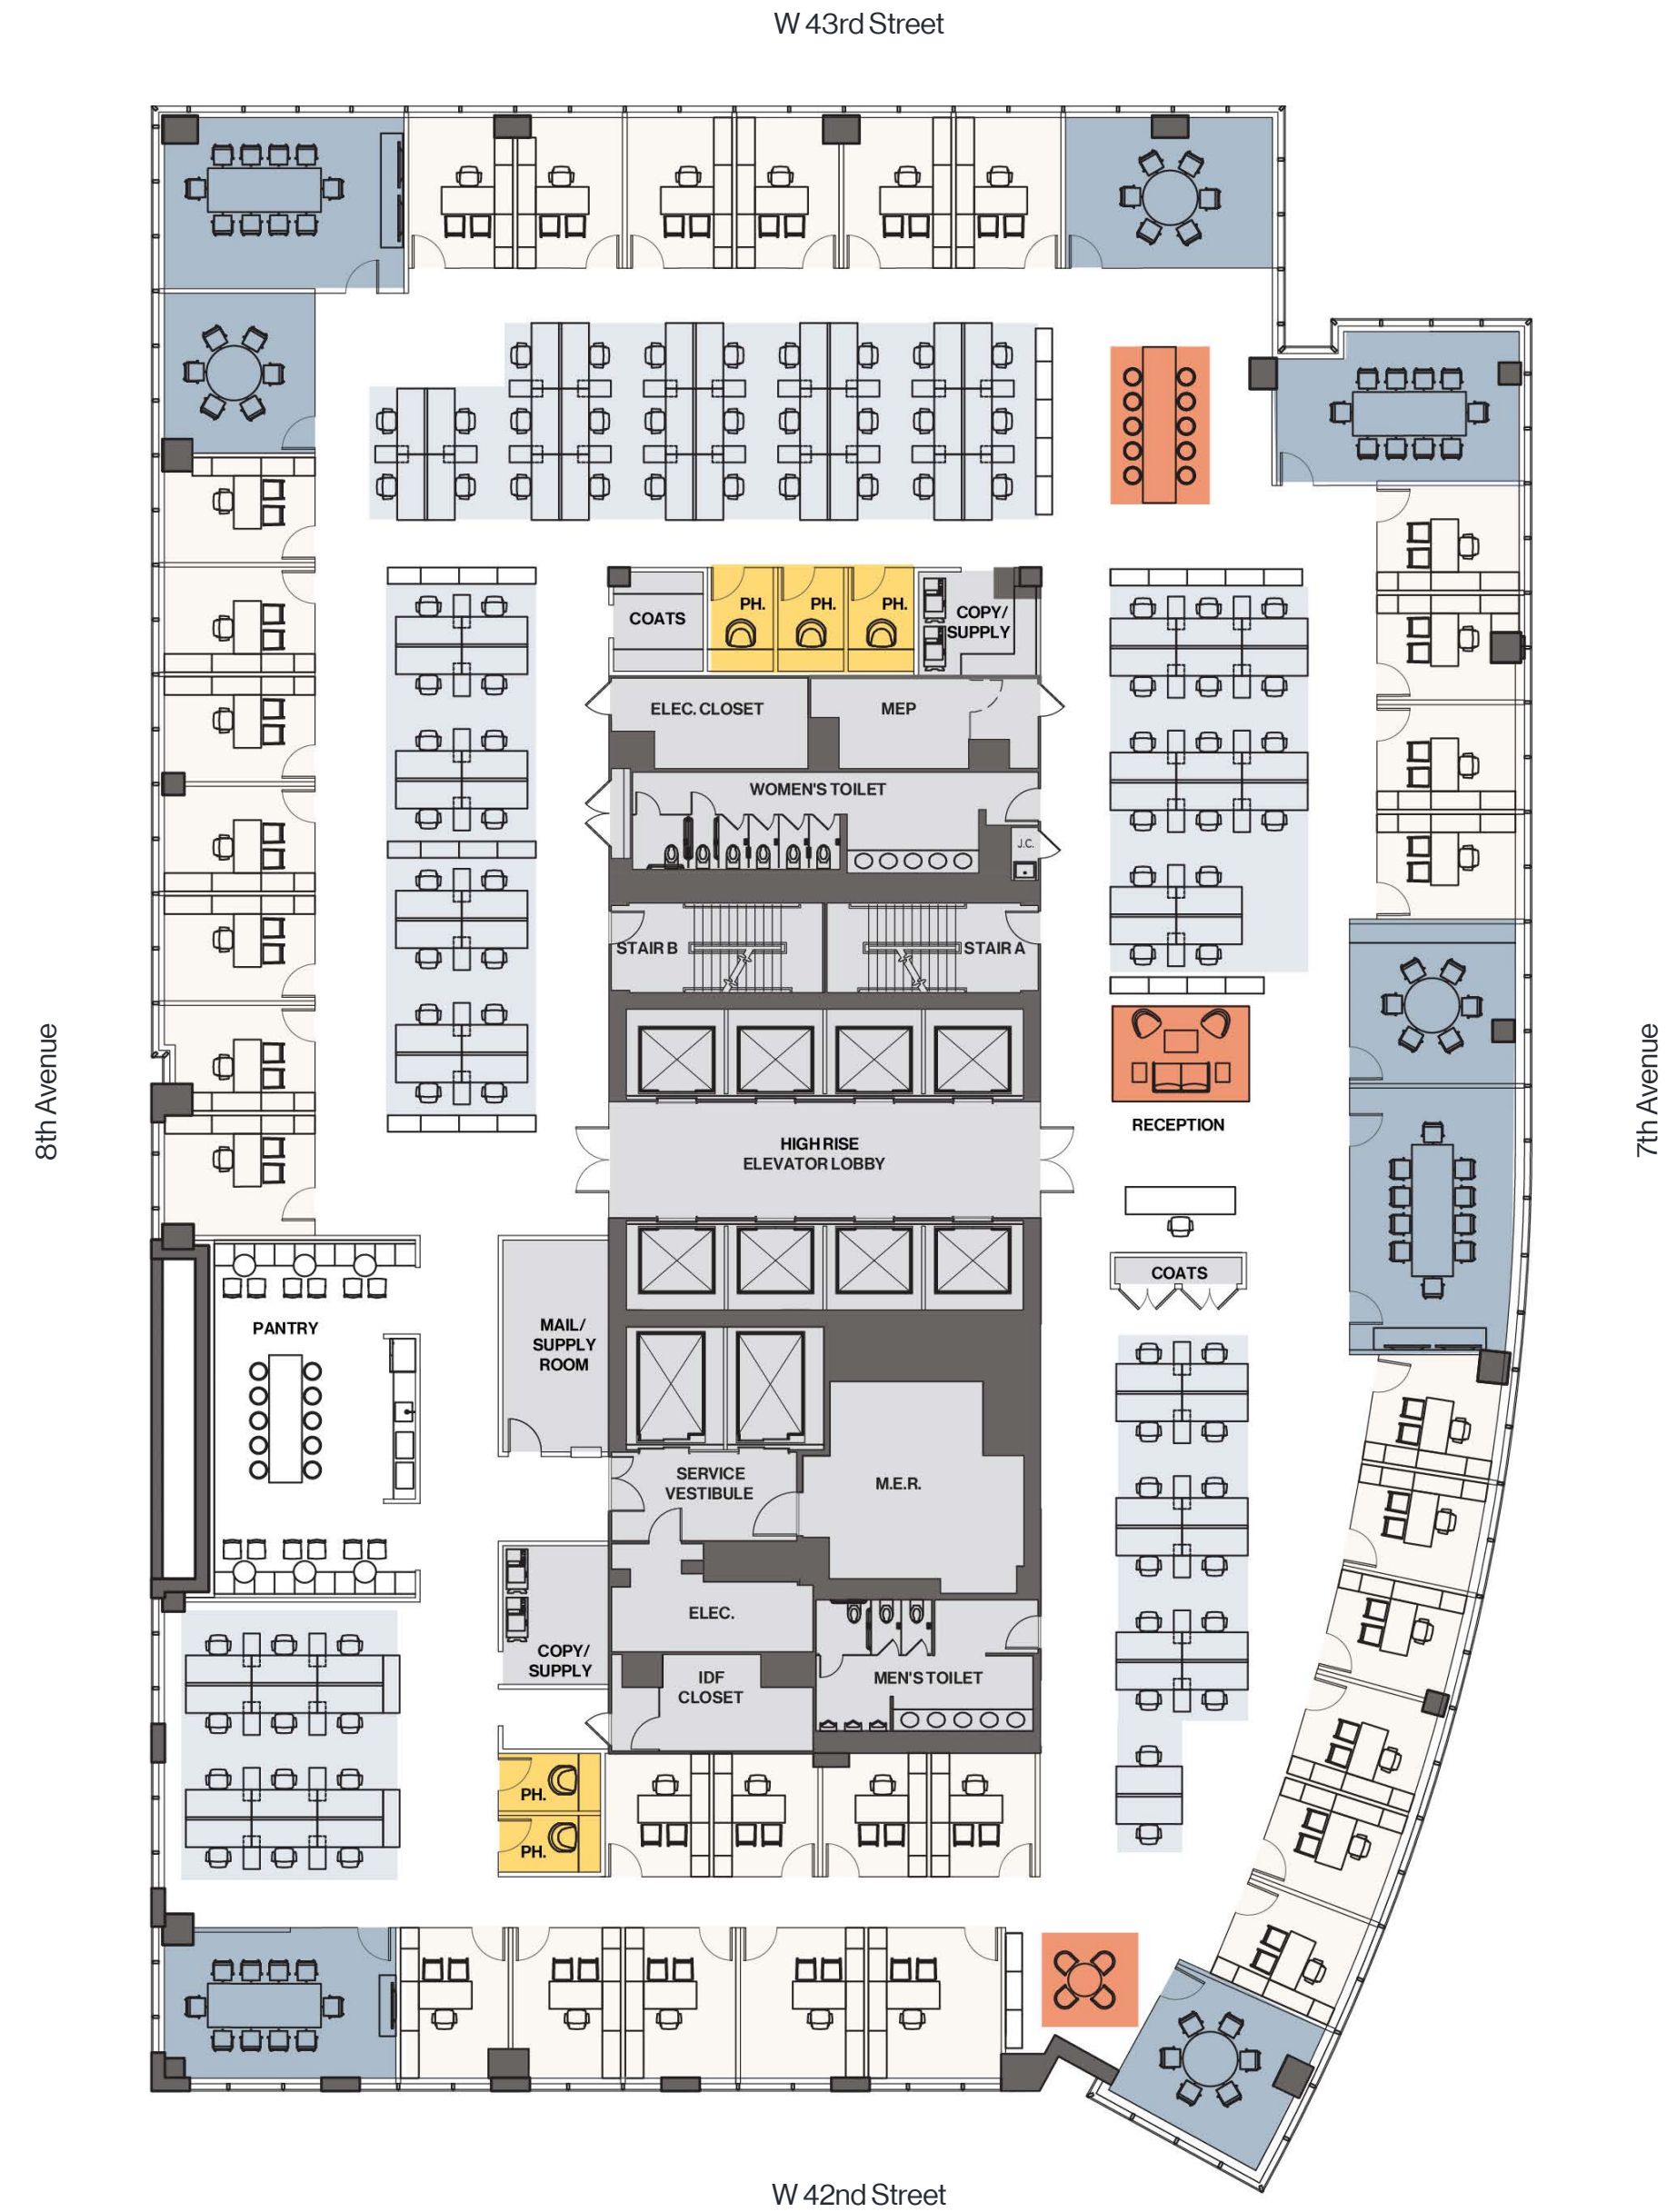 W 43rd Street
COATS
PH.
PH.
PH.
COPY/
SUPPLY
ELEC. CLOSET
MEP
WOMEN'S TOILET
J.C.
STAIR B
STAIR A
8th Avenue
7th Avenue
RECEPTION
HIGH RISE
ELEVATOR LOBBY
COATS
PANTRY
MAIL/
SUPPLY
ROOM
SERVICE
VESTIBULE
M.E.R.
ELEC.
COPY/
SUPPLY
IDF
CLOSET
MEN'S TOILET
PH.
PH.
W 42nd Street